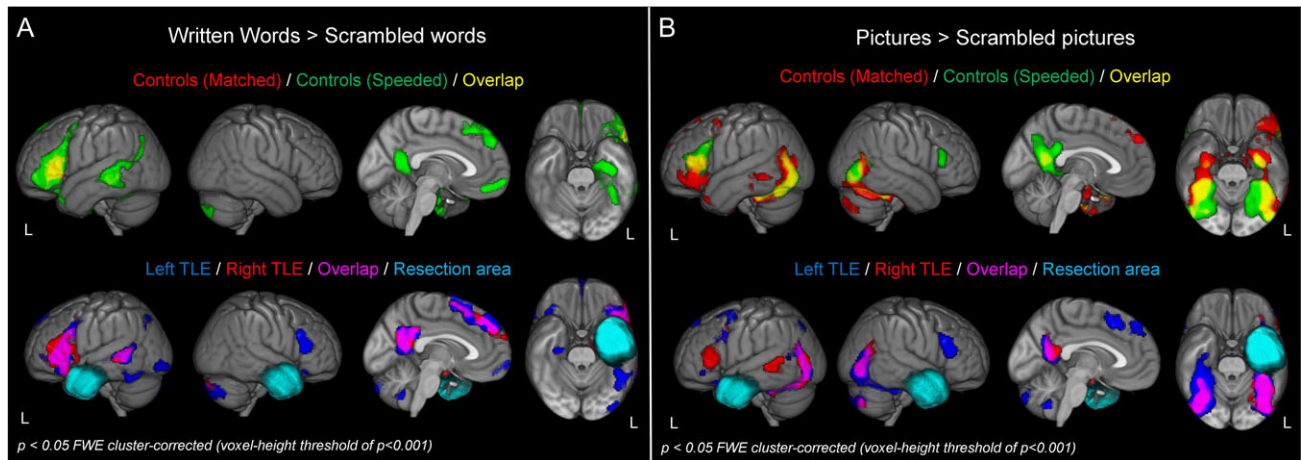 A
Written Words > Scrambled words
Controls (Matched) / Controls (Speeded) / Overlap
L
L
Left TLE / Right TLE / Overlap / Resection area
L
L
p < 0.05 FWE cluster-corrected (voxel-height threshold of p<0.001)
B
Pictures > Scrambled pictures
Controls (Matched) / Controls (Speeded) / Overlap
L
L
Left TLE / Right TLE / Overlap / Resection area
L
L
p < 0.05 FWE cluster-corrected (voxel-height threshold of p<0.001)